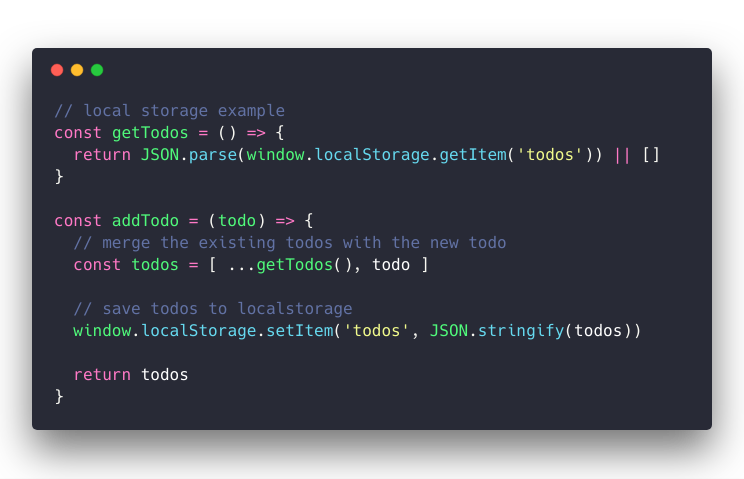 // local storage example
const getTodos = () => {
  return JSON.parse(window.localStorage.getItem('todos')) || []
}

const addTodo = (todo) => {
  // merge the existing todos with the new todo
  const todos = [ ...getTodos(), todo ]

  // save todos to localstorage
  window.localStorage.setItem('todos', JSON.stringify(todos))

  return todos
}